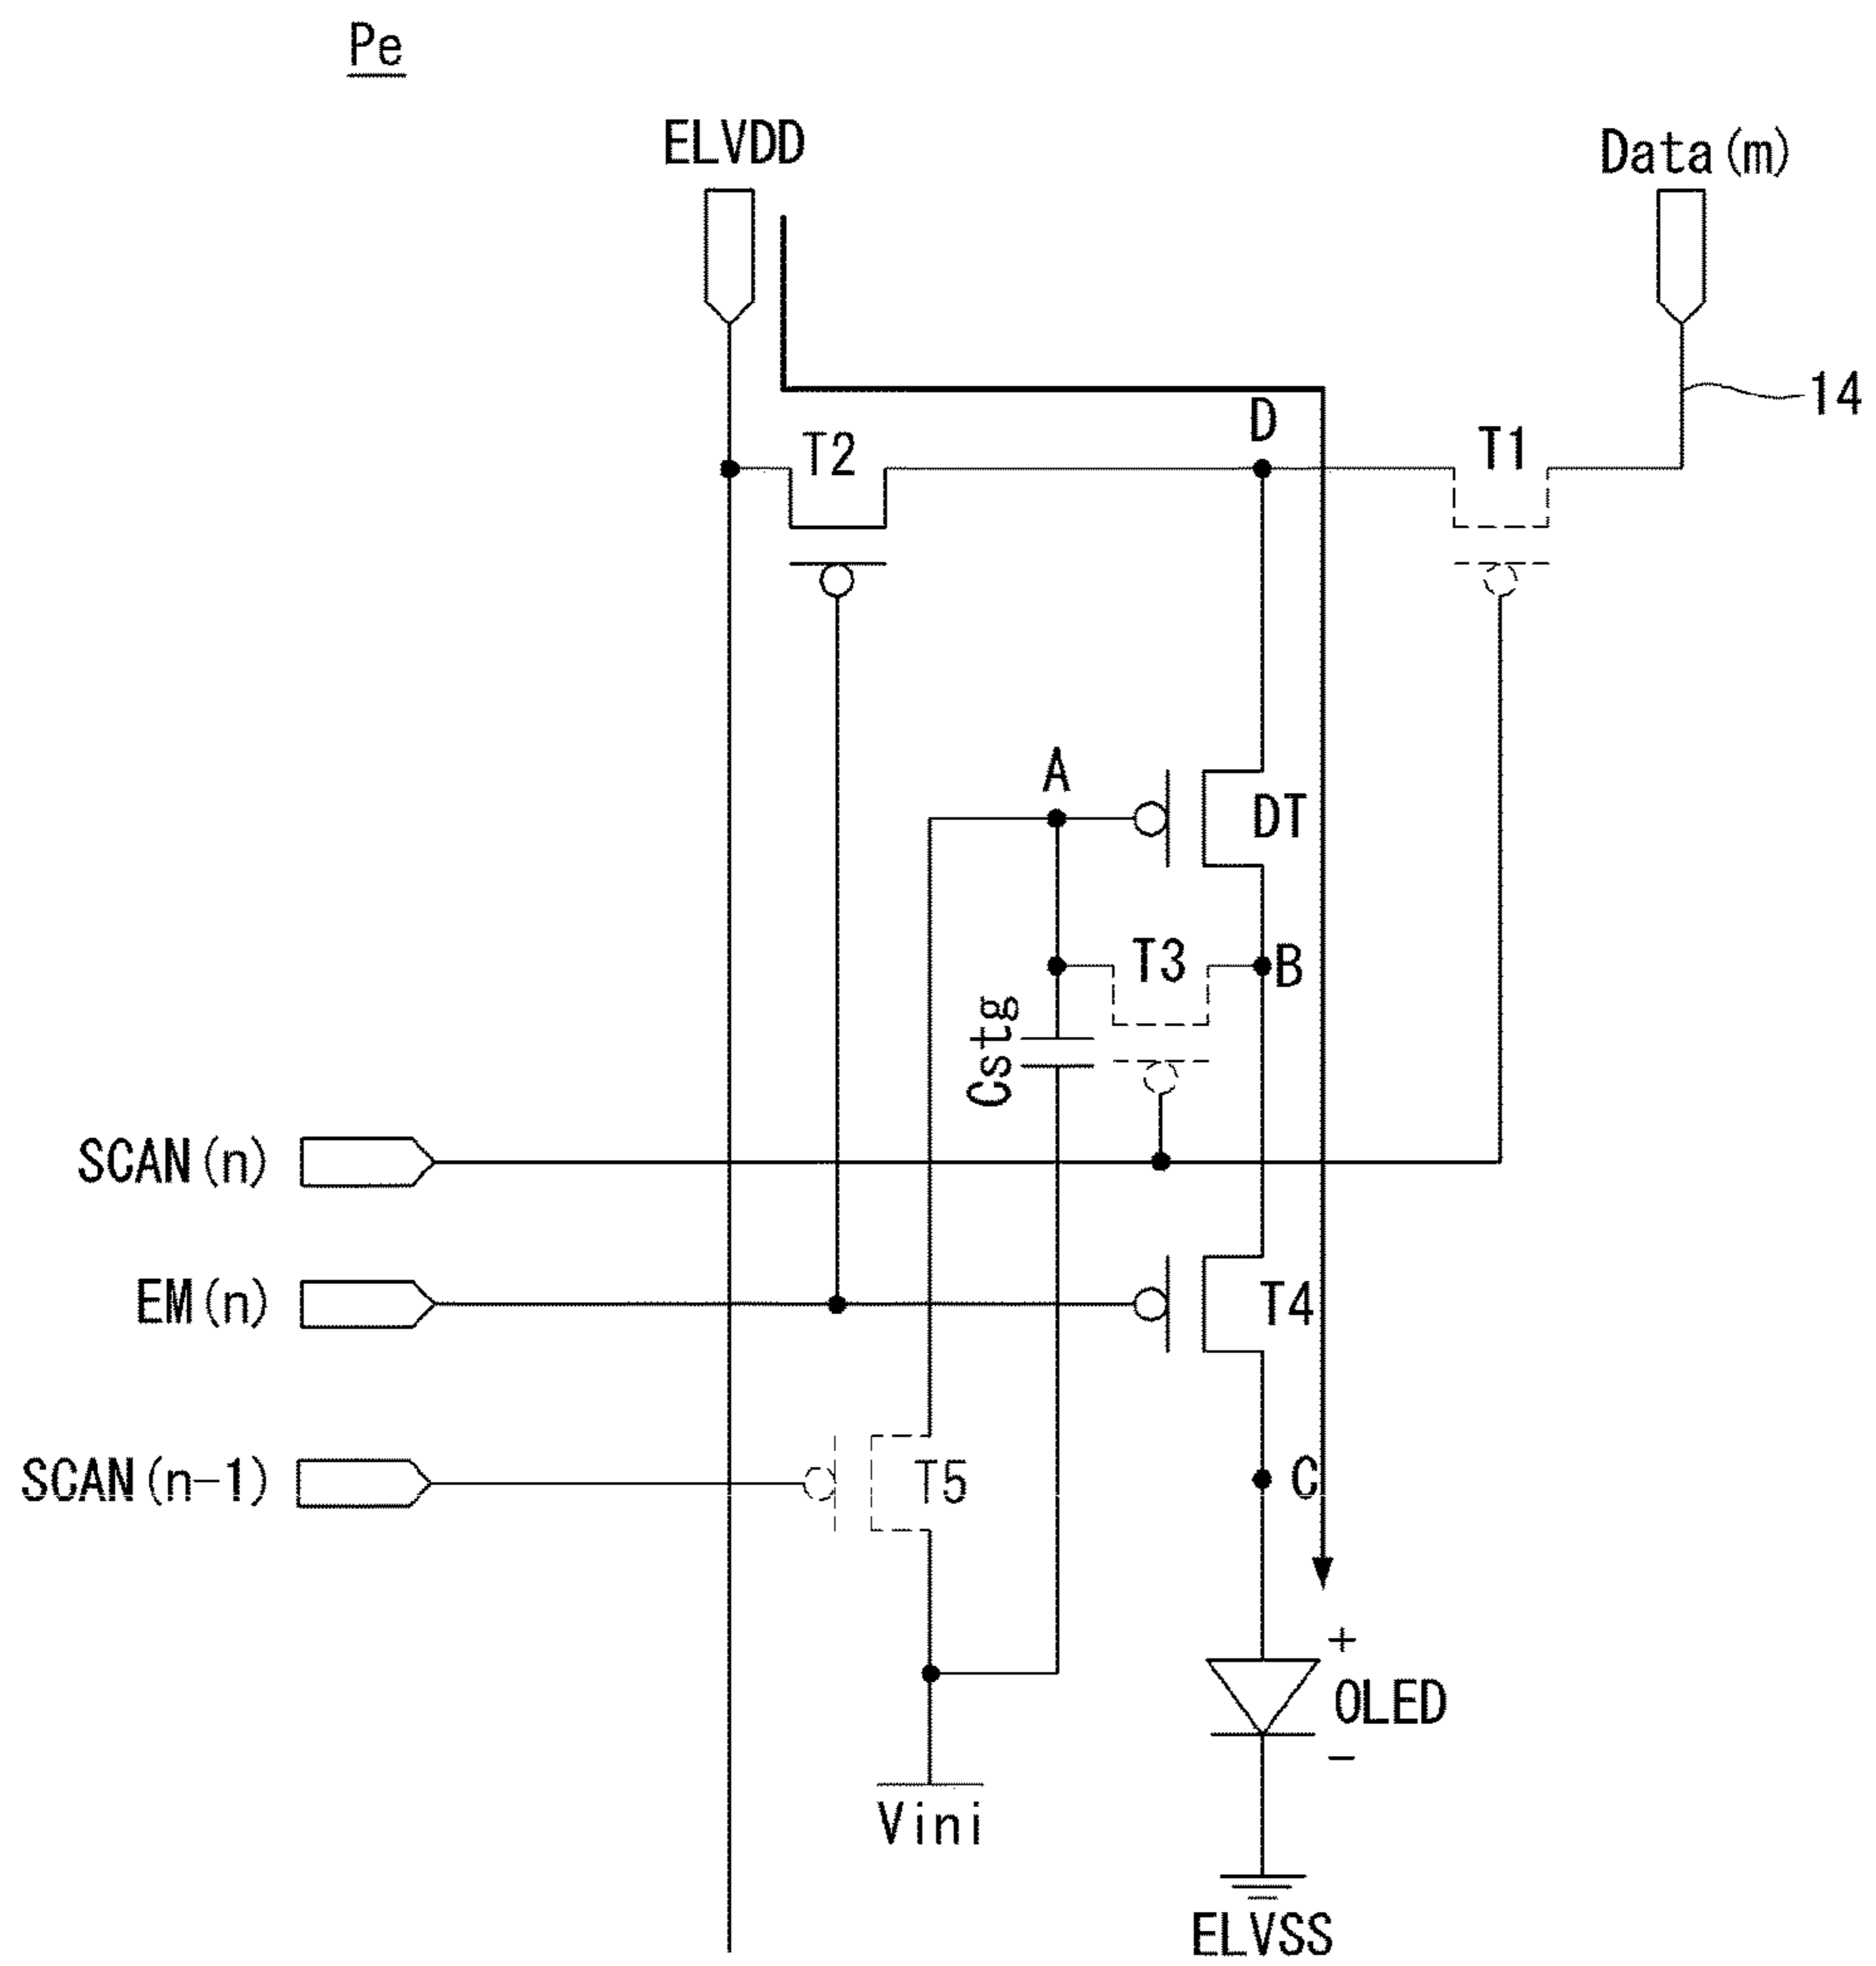 Pe
ELVDD
Data(m)
14
D
T2
T1
A
DT
T3
B
Cstg
SCAN(n)
EM(n)
T4
SCAN(n-1)
T5
C
+
OLED
-
Vini
ELVSS